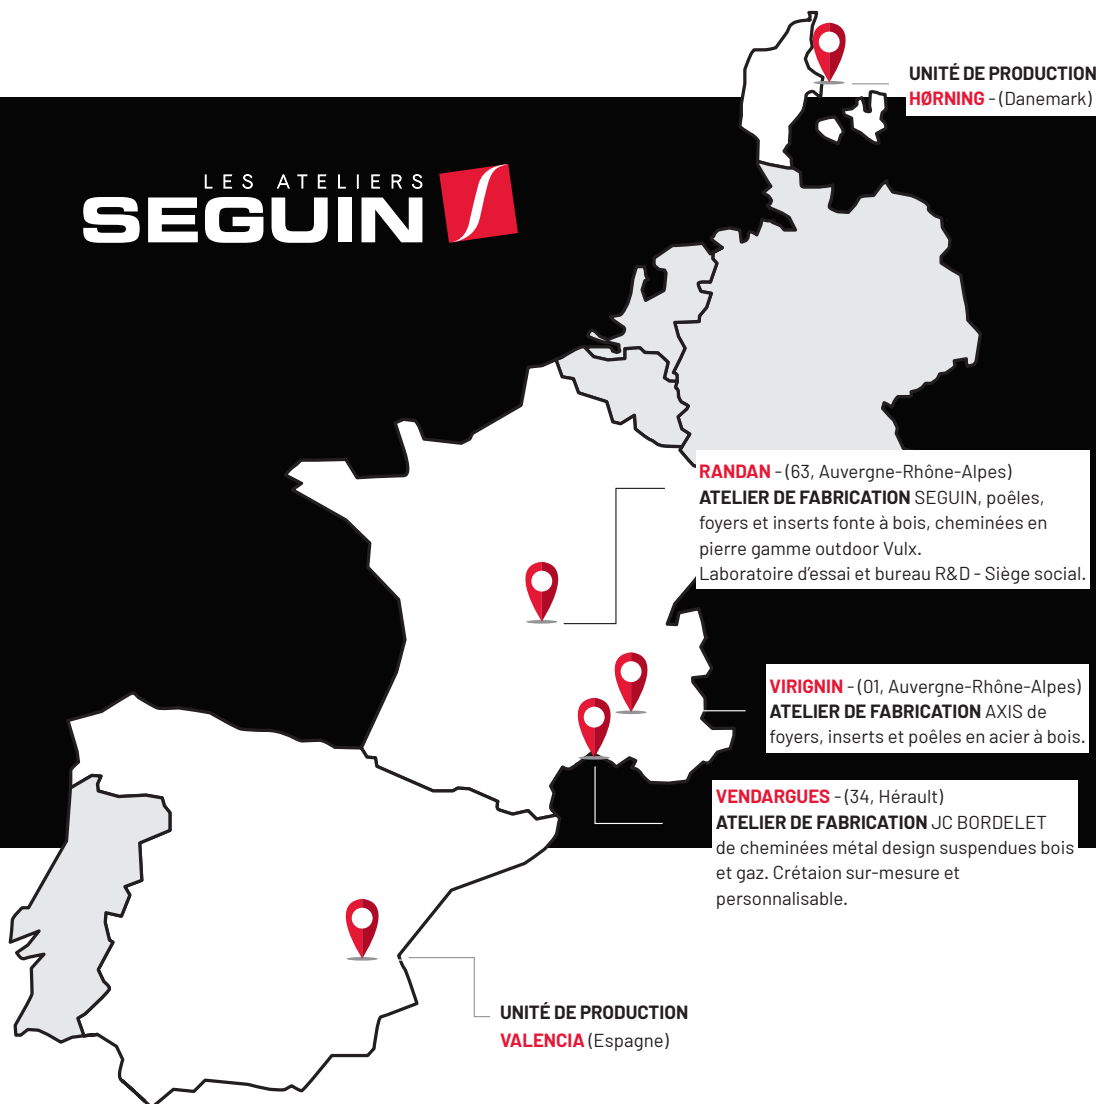 UNITÉ DE PRODUCTION
HØRNING - (Danemark)
LES ATELIERS
SEGUIN
RANDAN - (63, Auvergne-Rhône-Alpes)
ATELIER DE FABRICATION SEGUIN, poêles,
foyers et inserts fonte à bois, cheminées en
pierre gamme outdoor Vulx.
Laboratoire d'essai et bureau R&D - Siège social.
VIRIGNIN - (01, Auvergne-Rhône-Alpes)
ATELIER DE FABRICATION AXIS de
foyers, inserts et poêles en acier à bois.
VENDARGUES - (34, Hérault)
ATELIER DE FABRICATION JC BORDELET
de cheminées métal design suspendues bois
et gaz. Crétaion sur-mesure et
personnalisable.
UNITÉ DE PRODUCTION
VALENCIA (Espagne)